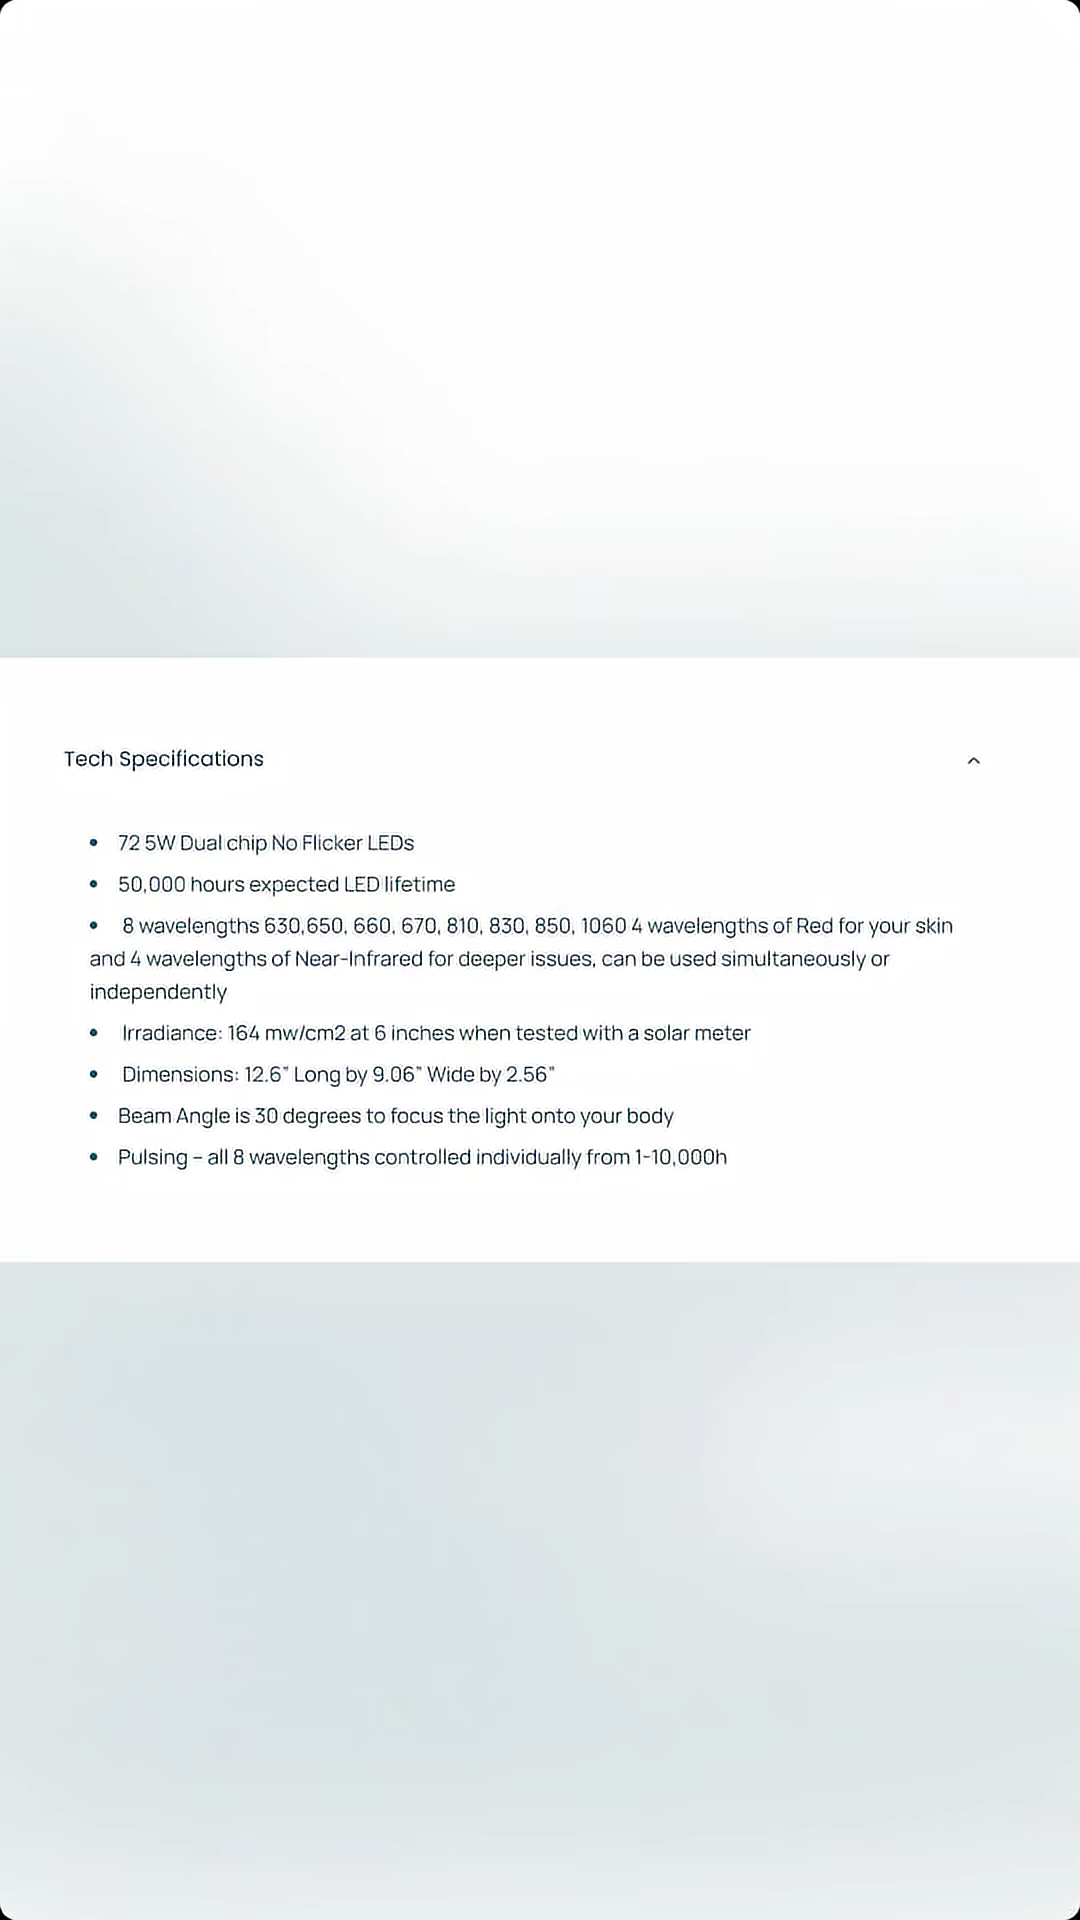 Tech Specifications
• 72 5W Dual chip No Flicker LEDs
• 50,000 hours expected LED lifetime
• 8 wavelengths 630,650, 660, 670, 810, 830, 850, 1060 4 wavelengths of Red for your skin
and 4 wavelengths of Near-Infrared for deeper issues, can be used simultaneously or
independently
• Irradiance: 164 mw/cm2 at 6 inches when tested with a solar meter
• Dimensions: 12.6" Long by 9.06" Wide by 2.56"
• Beam Angle is 30 degrees to focus the light onto your body
• Pulsing – all 8 wavelengths controlled individually from 1-10,000h